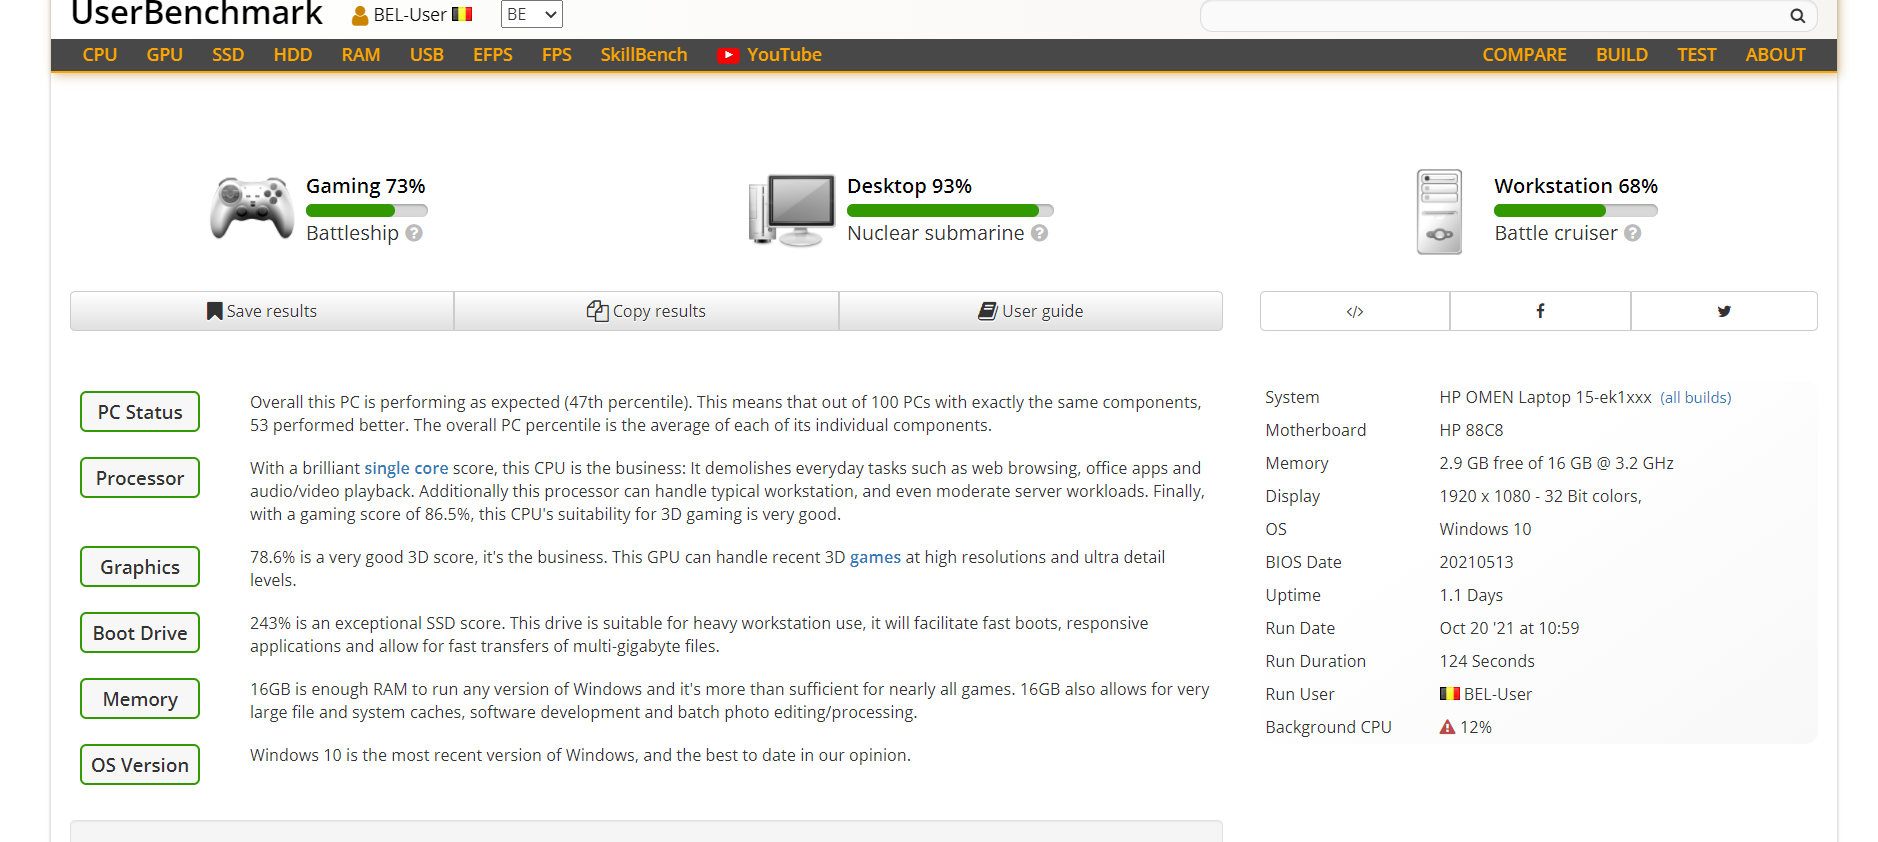 UserBenchmark
BEL-User
BE
CPU GPU SSD HDD RAM USB EFPS FPS SkillBench YouTube COMPARE BUILD TEST ABOUT
Gaming 73%
Battleship ?
Desktop 93%
Nuclear submarine ?
Workstation 68%
Battle cruiser ?
Save results
Copy results
User guide
</>
PC Status
Overall this PC is performing as expected (47th percentile). This means that out of 100 PCs with exactly the same components,
53 performed better. The overall PC percentile is the average of each of its individual components.
Processor
With a brilliant single core score, this CPU is the business: It demolishes everyday tasks such as web browsing, office apps and
audio/video playback. Additionally this processor can handle typical workstation, and even moderate server workloads. Finally,
with a gaming score of 86.5%, this CPU's suitability for 3D gaming is very good.
Graphics
78.6% is a very good 3D score, it's the business. This GPU can handle recent 3D games at high resolutions and ultra detail
levels.
Boot Drive
243% is an exceptional SSD score. This drive is suitable for heavy workstation use, it will facilitate fast boots, responsive
applications and allow for fast transfers of multi-gigabyte files.
Memory
16GB is enough RAM to run any version of Windows and it's more than sufficient for nearly all games. 16GB also allows for very
large file and system caches, software development and batch photo editing/processing.
OS Version
Windows 10 is the most recent version of Windows, and the best to date in our opinion.
System HP OMEN Laptop 15-ek1xxx (all builds)
Motherboard HP 88C8
Memory 2.9 GB free of 16 GB @ 3.2 GHz
Display 1920 x 1080 - 32 Bit colors,
OS Windows 10
BIOS Date 20210513
Uptime 1.1 Days
Run Date Oct 20 '21 at 10:59
Run Duration 124 Seconds
Run User BEL-User
Background CPU 12%